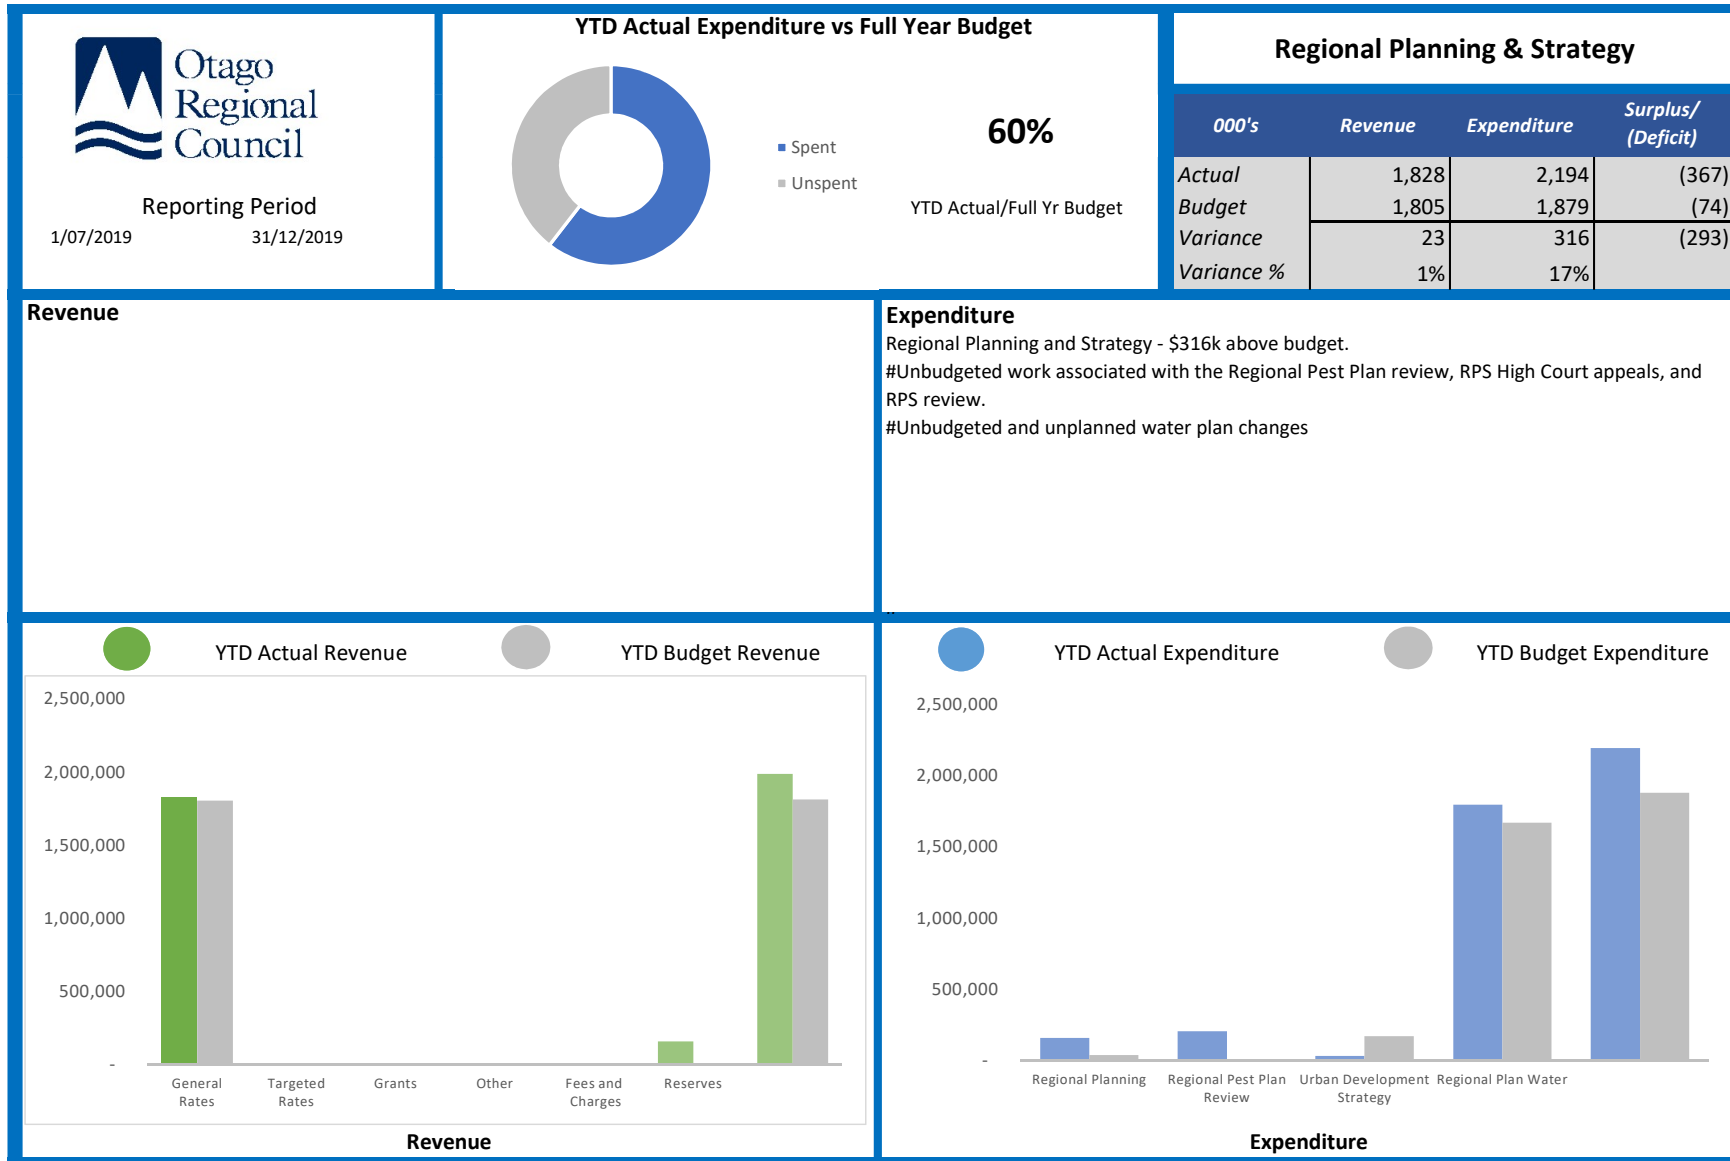 Otago
Regional
Council
Reporting Period
1/07/2019 31/12/2019
YTD Actual Expenditure vs Full Year Budget
Spent
Unspent
60%
YTD Actual/Full Yr Budget
Regional Planning & Strategy
000's Revenue Expenditure Surplus/
(Deficit)
Actual 1,828 2,194 (367)
Budget 1,805 1,879 (74)
Variance 23 316 (293)
Variance % 1% 17%
Revenue
Expenditure
Regional Planning and Strategy - $316k above budget.
#Unbudgeted work associated with the Regional Pest Plan review, RPS High Court appeals, and
RPS review.
#Unbudgeted and unplanned water plan changes
YTD Actual Revenue YTD Budget Revenue
2,500,000
2,000,000
1,500,000
1,000,000
500,000
-
General
Rates
Targeted
Rates
Grants
Other
Fees and
Charges
Reserves
Revenue
YTD Actual Expenditure YTD Budget Expenditure
2,500,000
2,000,000
1,500,000
1,000,000
500,000
-
Regional Planning
Regional Pest Plan
Review
Urban Development
Strategy
Regional Plan Water
Expenditure